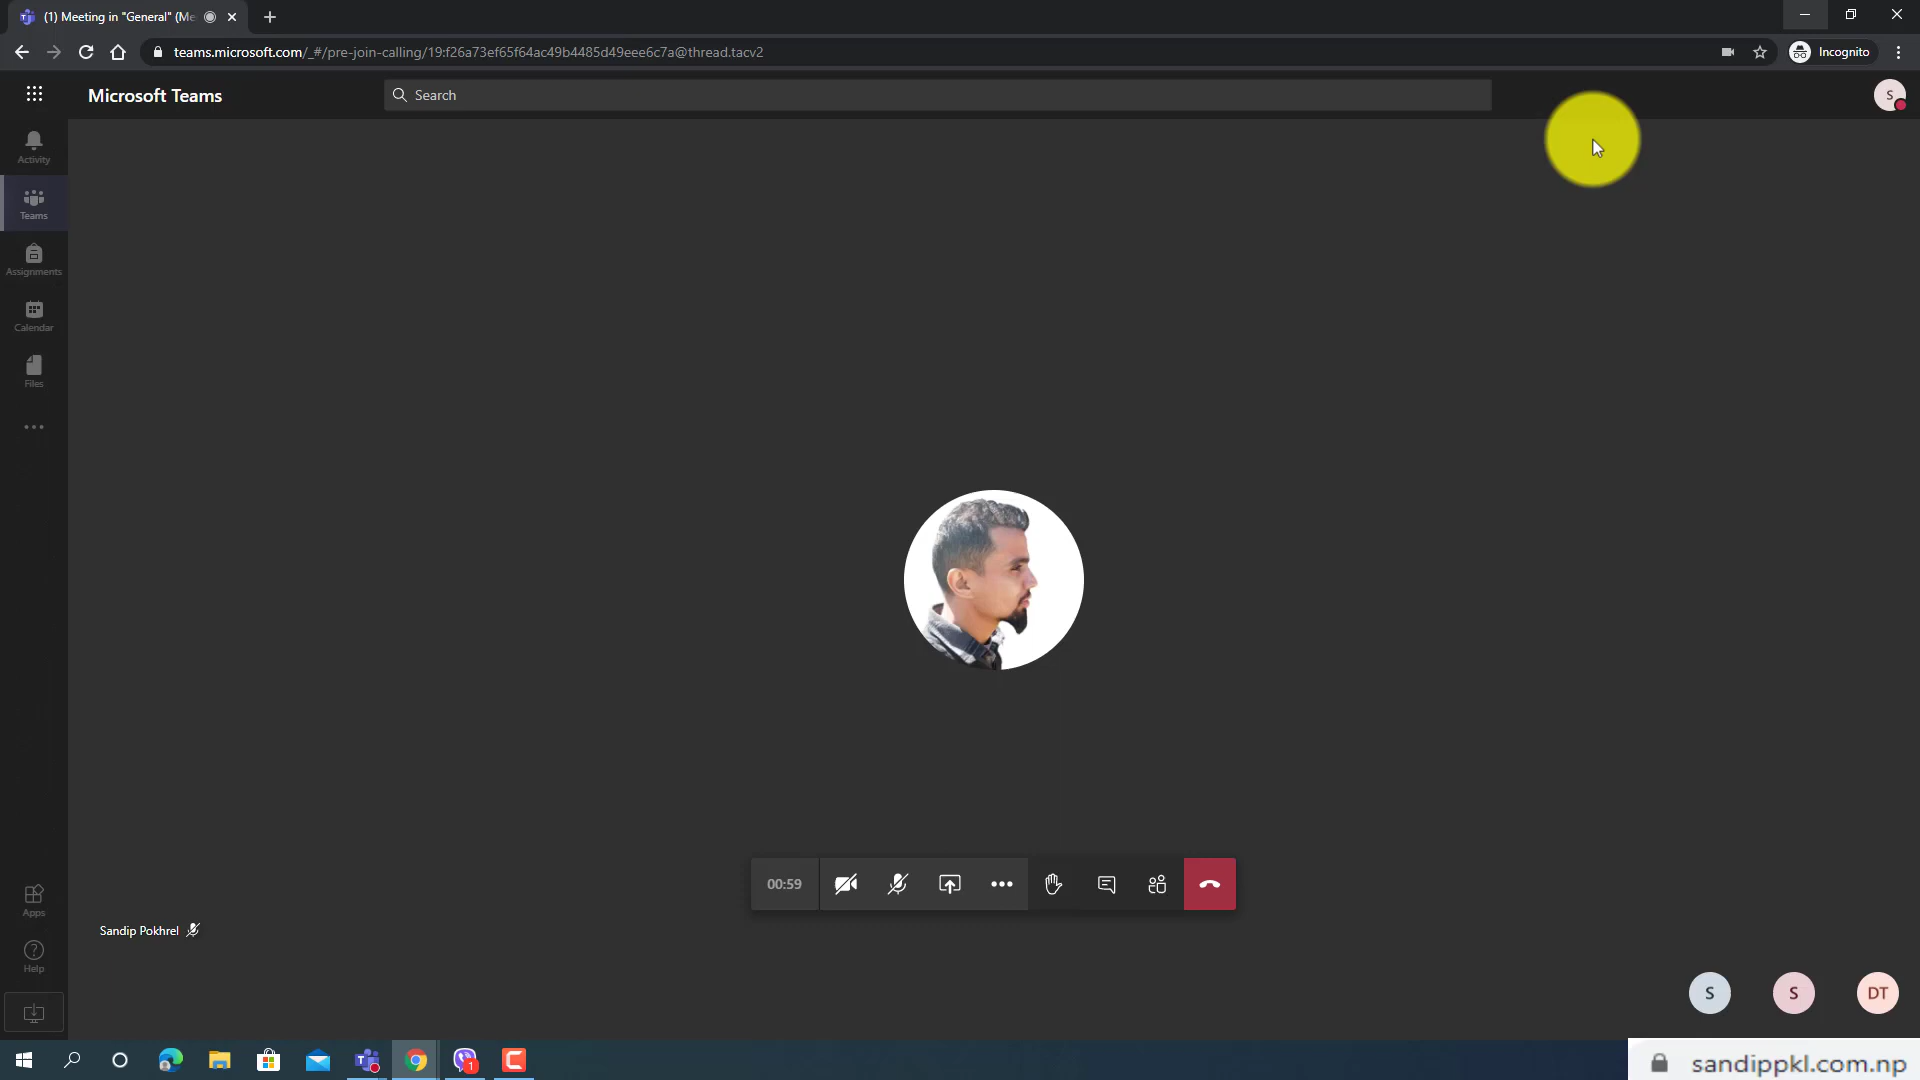 (1) Meeting in "General" (Me
teams.microsoft.com/_#/pre-join-calling/19:f26a73ef65f64ac49b4485d49eee6c7a@thread.tacv2
Incognito
Microsoft Teams
Search
S
Activity
Teams
Assignments
Calendar
Files
00:59
Apps
Sandip Pokhrel
Help
S
S
DT
1
sandippkl.com.np